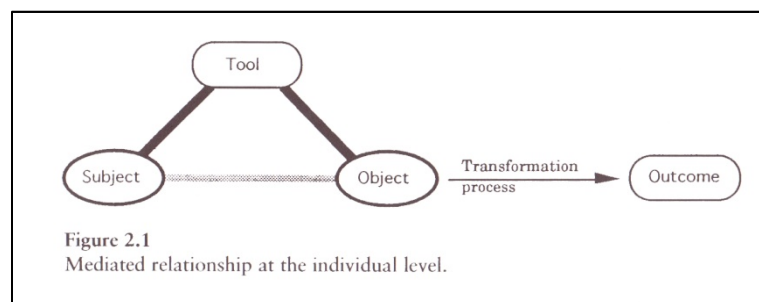 Tool
Subject
Object
Transformation
process
Outcome
Figure 2.1
Mediated relationship at the individual level.